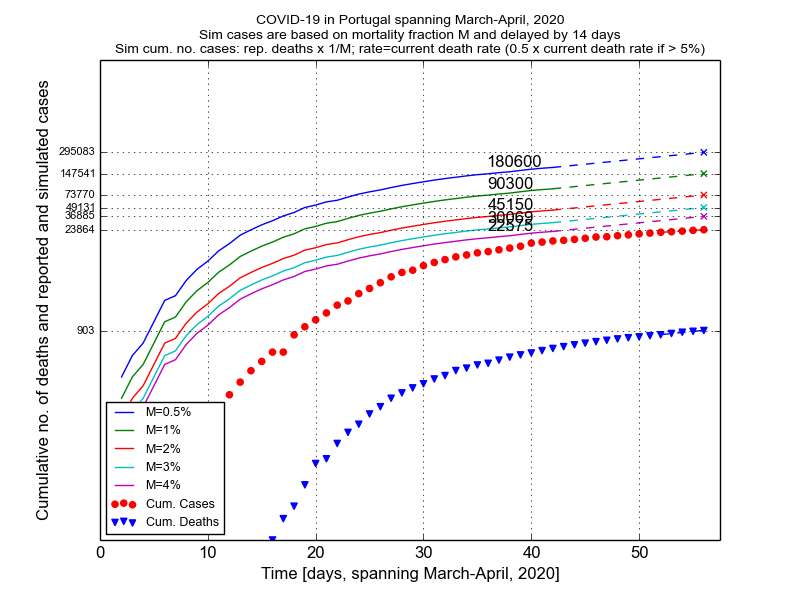 COVID-19 in Portugal spanning March-April, 2020
Sim cases are based on mortality fraction M and delayed by 14 days
Sim cum. no. cases: rep. deaths x 1/M; rate=current death rate (0.5 x current death rate if > 5%)
Cumulative no. of deaths and reported and simulated cases
295083
147541
73770
49131
36885
23864
903
180600
90300
45150
30069
22575
M=0.5%
M=1%
M=2%
M=3%
M=4%
Cum. Cases
Cum. Deaths
0 10 20 30 40 50
Time [days, spanning March-April, 2020]